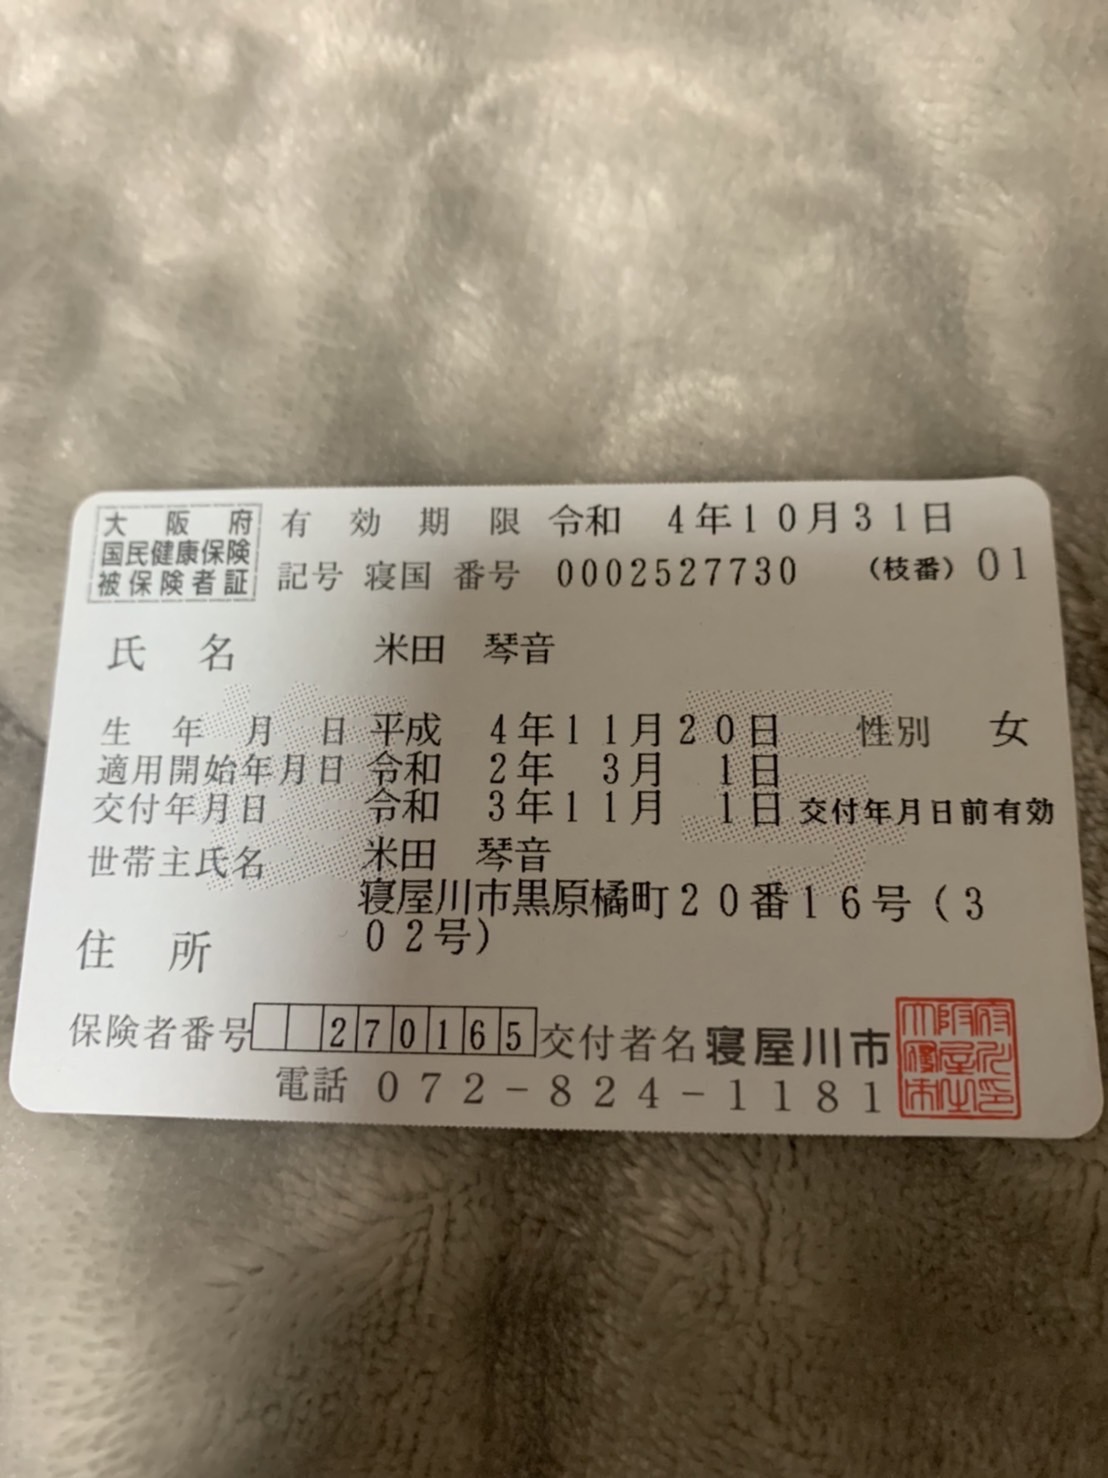 大阪府
国民健康保険
被保険者証
有効期限 令和 4年10月31日
記号 寝国 番号 0002527730 (枝番) 01
氏名 米田 琴音
生年月日 平成 4年11月20日 性別 女
適用開始年月日 令和 2年 3月 1日
交付年月日 令和 3年11月 1日 交付年月日前有効
世帯主氏名 米田 琴音
住所 寝屋川市黒原橘町20番16号(3
02号)
保険者番号 270165 交付者名 寝屋川市
電話 072-824-1181